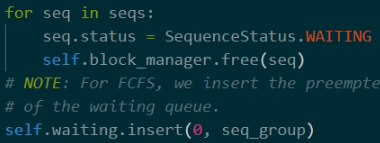 for seq in seqs:
    seq.status = SequenceStatus.WAITING
    self.block_manager.free(seq)
# NOTE: For FCFS, we insert the preempte
# of the waiting queue.
self.waiting.insert(0, seq_group)